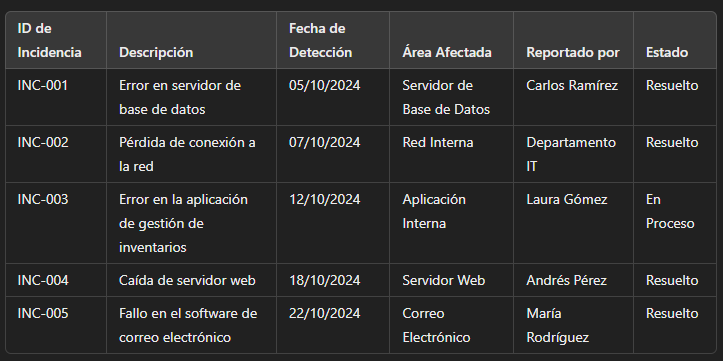 ID de Incidencia | Descripción | Fecha de Detección | Área Afectada | Reportado por | Estado
INC-001 | Error en servidor de base de datos | 05/10/2024 | Servidor de Base de Datos | Carlos Ramírez | Resuelto
INC-002 | Pérdida de conexión a la red | 07/10/2024 | Red Interna | Departamento IT | Resuelto
INC-003 | Error en la aplicación de gestión de inventarios | 12/10/2024 | Aplicación Interna | Laura Gómez | En Proceso
INC-004 | Caída de servidor web | 18/10/2024 | Servidor Web | Andrés Pérez | Resuelto
INC-005 | Fallo en el software de correo electrónico | 22/10/2024 | Correo Electrónico | María Rodríguez | Resuelto